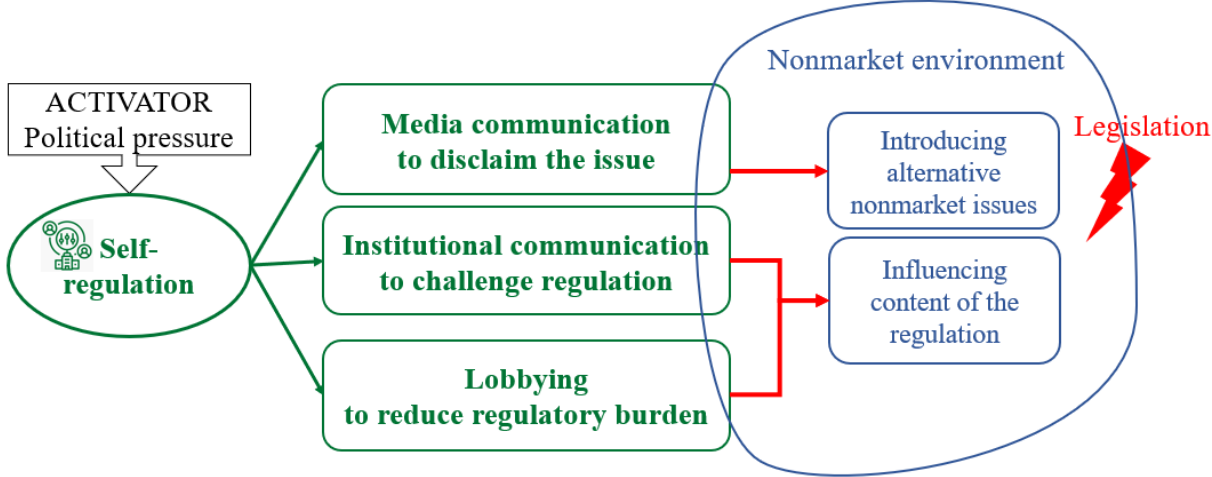 ACTIVATOR
Political pressure
Self-
regulation
Media communication
to disclaim the issue
Institutional communication
to challenge regulation
Lobbying
to reduce regulatory burden
Nonmarket environment
Introducing
alternative
nonmarket issues
Influencing
content of the
regulation
Legislation